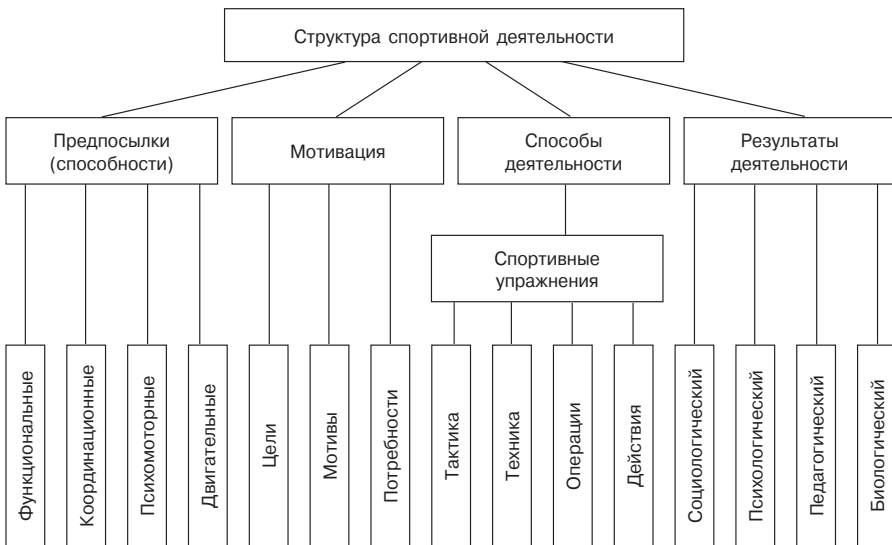 Структура спортивной деятельности
Предпосылки
(способности)
Мотивация
Способы
деятельности
Результаты
деятельности
Спортивные
упражнения
Функциональные
Координационные
Психомоторные
Двигательные
Цели
Мотивы
Потребности
Тактика
Техника
Операции
Действия
Социологический
Психологический
Педагогический
Биологический